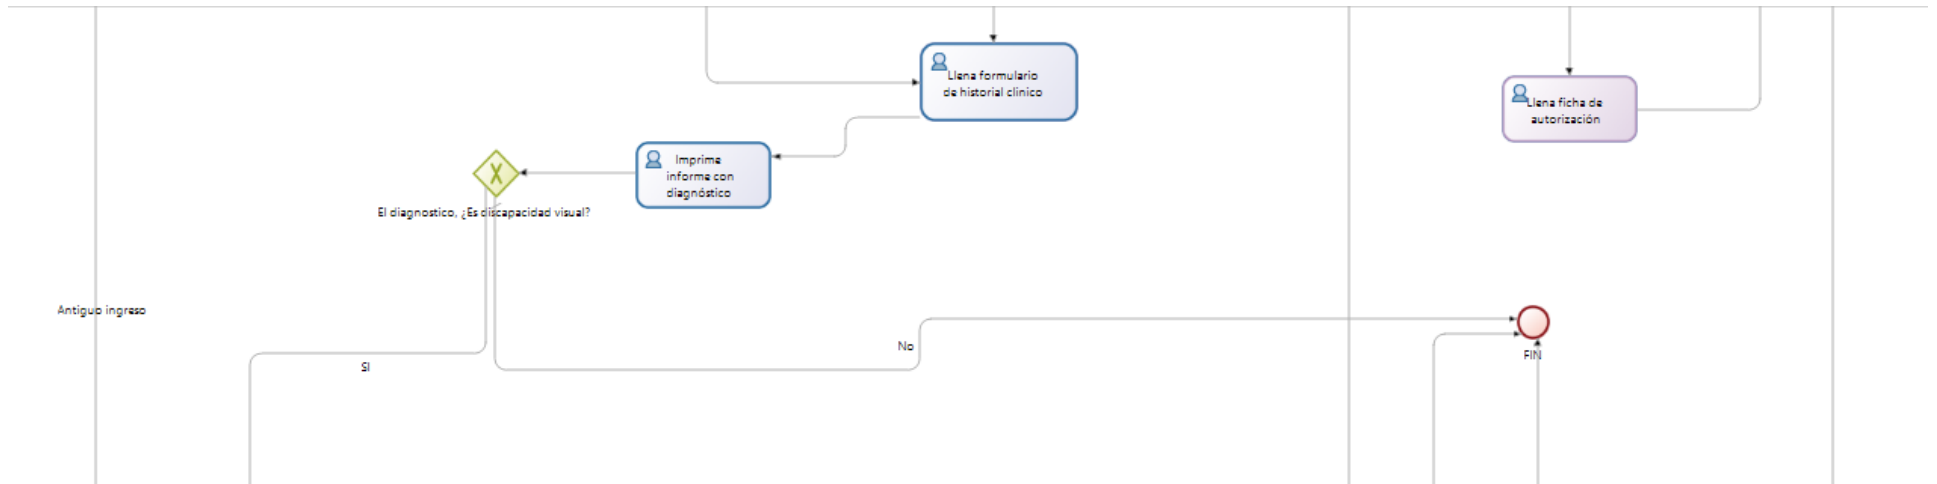 Llena formulario
de historial clinico
Llena ficha de
autorización
Imprime
informe con
diagnóstico
El diagnostico, ¿Es discapacidad visual?
Antiguo ingreso
No
FIN
SI